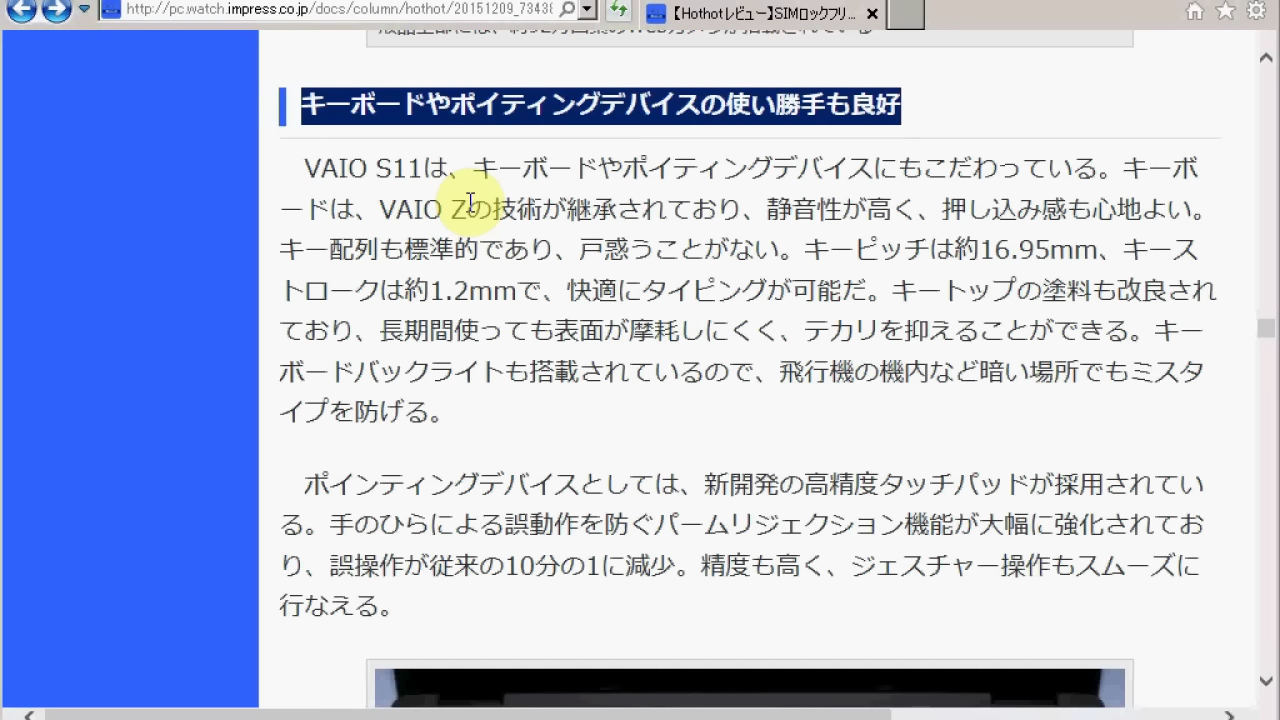 http://pc.watch.impress.co.jp/docs/column/hothot/20151209_73438
【Hothotレビュー】SIMロックフリ...
キーボードやポイティングデバイスの使い勝手も良好
VAIO S11は、キーボードやポイティングデバイスにもこだわっている。キーボ
ードは、VAIO Zの技術が継承されており、静音性が高く、押し込み感も心地よい。
キー配列も標準的であり、戸惑うことがない。キーピッチは約16.95mm、キース
トロークは約1.2mmで、快適にタイピングが可能だ。キートップの塗料も改良され
ており、長期間使っても表面が摩耗しにくく、テカリを抑えることができる。キー
ボードバックライトも搭載されているので、飛行機の機内など暗い場所でもミスタ
イプを防げる。
ポインティングデバイスとしては、新開発の高精度タッチパッドが採用されてい
る。手のひらによる誤動作を防ぐパームリジェクション機能が大幅に強化されてお
り、誤操作が従来の10分の1に減少。精度も高く、ジェスチャー操作もスムーズに
行なえる。